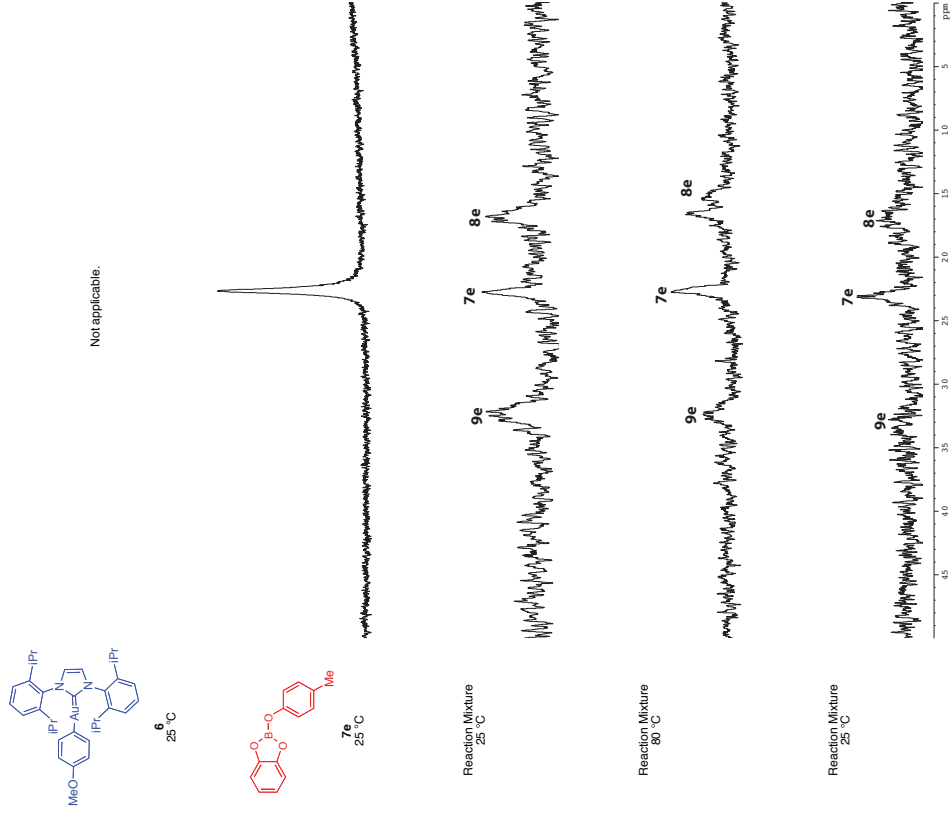 Not applicable.
MeO
Au
N
N
iPr
iPr
iPr
iPr
6
25 °C
O
B
O
O
Me
7e
25 °C
Reaction Mixture
25 °C
9e
7e
8e
Reaction Mixture
80 °C
9e
7e
8e
Reaction Mixture
25 °C
9e
7e
8e
45 40 35 30 25 20 15 10 5 ppm